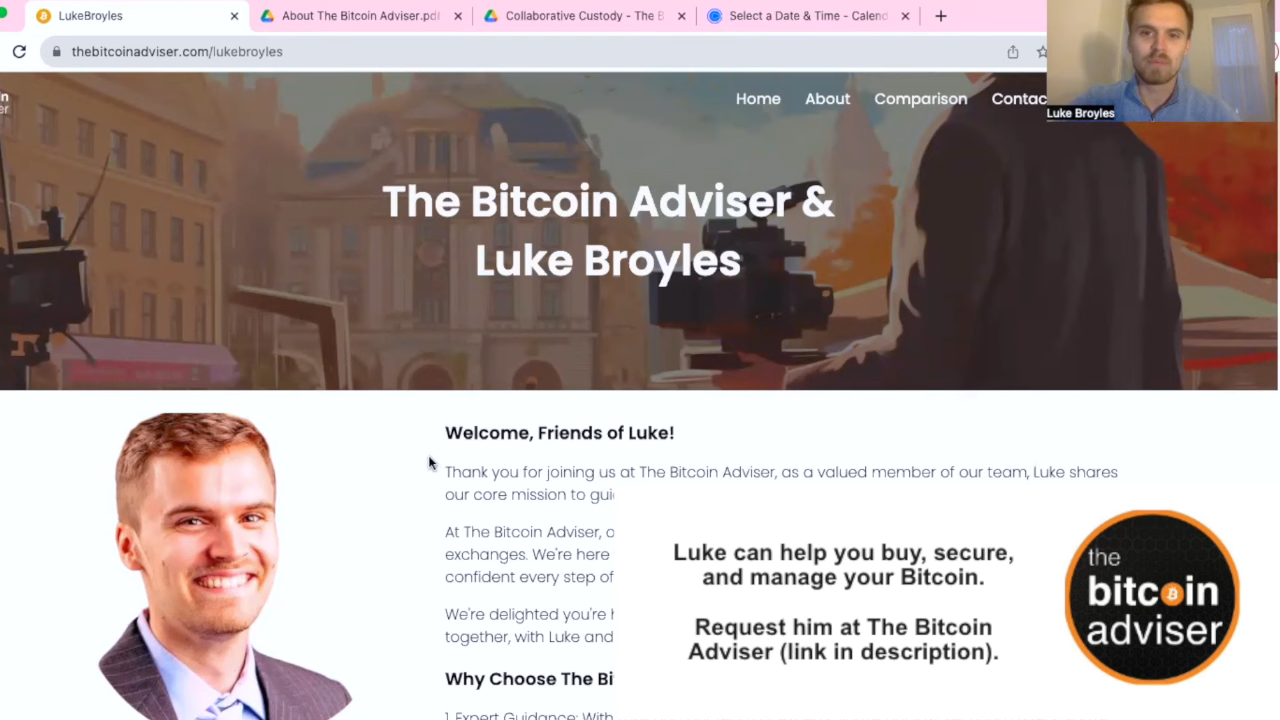 LukeBroyles
About The Bitcoin Adviser.pdf
Collaborative Custody - The B
Select a Date & Time - Calend
thebitcoinadviser.com/lukebroyles
Home About Comparison Contac
Luke Broyles
The Bitcoin Adviser &
Luke Broyles
Welcome, Friends of Luke!
Thank you for joining us at The Bitcoin Adviser, as a valued member of our team, Luke shares
our core mission to gui
At The Bitcoin Adviser, o
exchanges. We're here
confident every step of
We're delighted you're h
together, with Luke and
Why Choose The Bi
1. Expert Guidance: With
Luke can help you buy, secure,
and manage your Bitcoin.
Request him at The Bitcoin
Adviser (link in description).
the
bitcoin
adviser